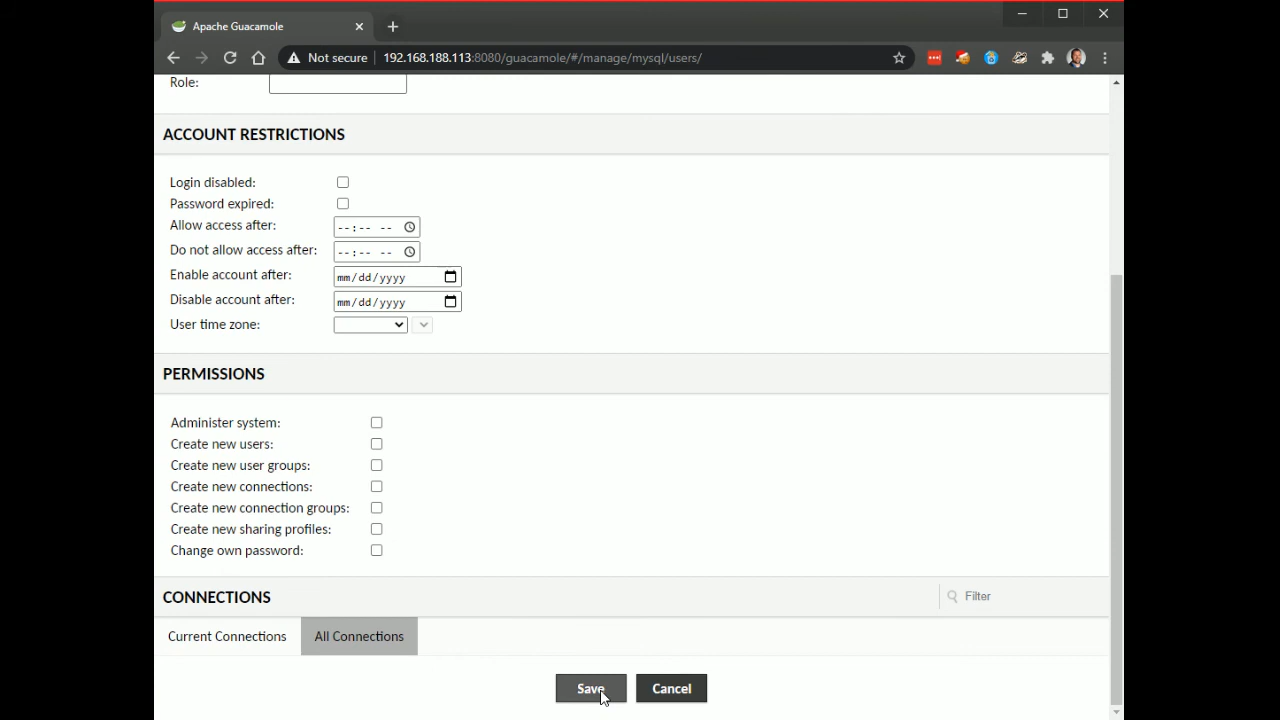 Apache Guacamole
Not secure 192.168.188.113:8080/guacamole/#/manage/mysql/users/
Role:
ACCOUNT RESTRICTIONS
Login disabled:
Password expired:
Allow access after: --:-- --
Do not allow access after: --:-- --
Enable account after: mm/dd/yyyy
Disable account after: mm/dd/yyyy
User time zone:
PERMISSIONS
Administer system:
Create new users:
Create new user groups:
Create new connections:
Create new connection groups:
Create new sharing profiles:
Change own password:
CONNECTIONS Filter
Current Connections All Connections
Save Cancel